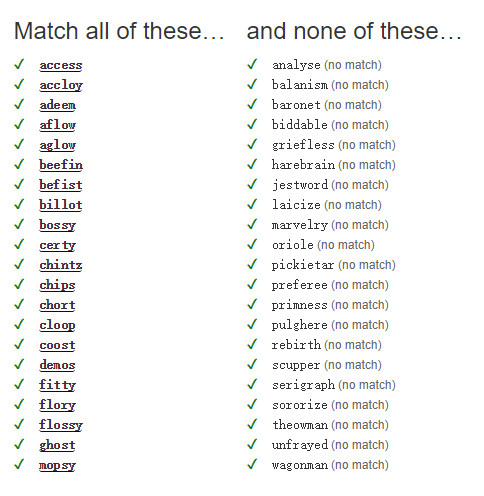 Match all of these… and none of these…
✓ access ✓ analyse (no match)
✓ accloy ✓ balanism (no match)
✓ adeem ✓ baronet (no match)
✓ aflow ✓ biddable (no match)
✓ aglow ✓ griefless (no match)
✓ beefin ✓ harebrain (no match)
✓ befist ✓ jestword (no match)
✓ billot ✓ laicize (no match)
✓ bossy ✓ marvelry (no match)
✓ certy ✓ oriole (no match)
✓ chintz ✓ pickietar (no match)
✓ chips ✓ preferee (no match)
✓ chort ✓ primness (no match)
✓ cloop ✓ pulghere (no match)
✓ coost ✓ rebirth (no match)
✓ demos ✓ scupper (no match)
✓ fitty ✓ serigraph (no match)
✓ flory ✓ sororize (no match)
✓ flossy ✓ theowman (no match)
✓ ghost ✓ unfrayed (no match)
✓ mopsy ✓ wagonman (no match)